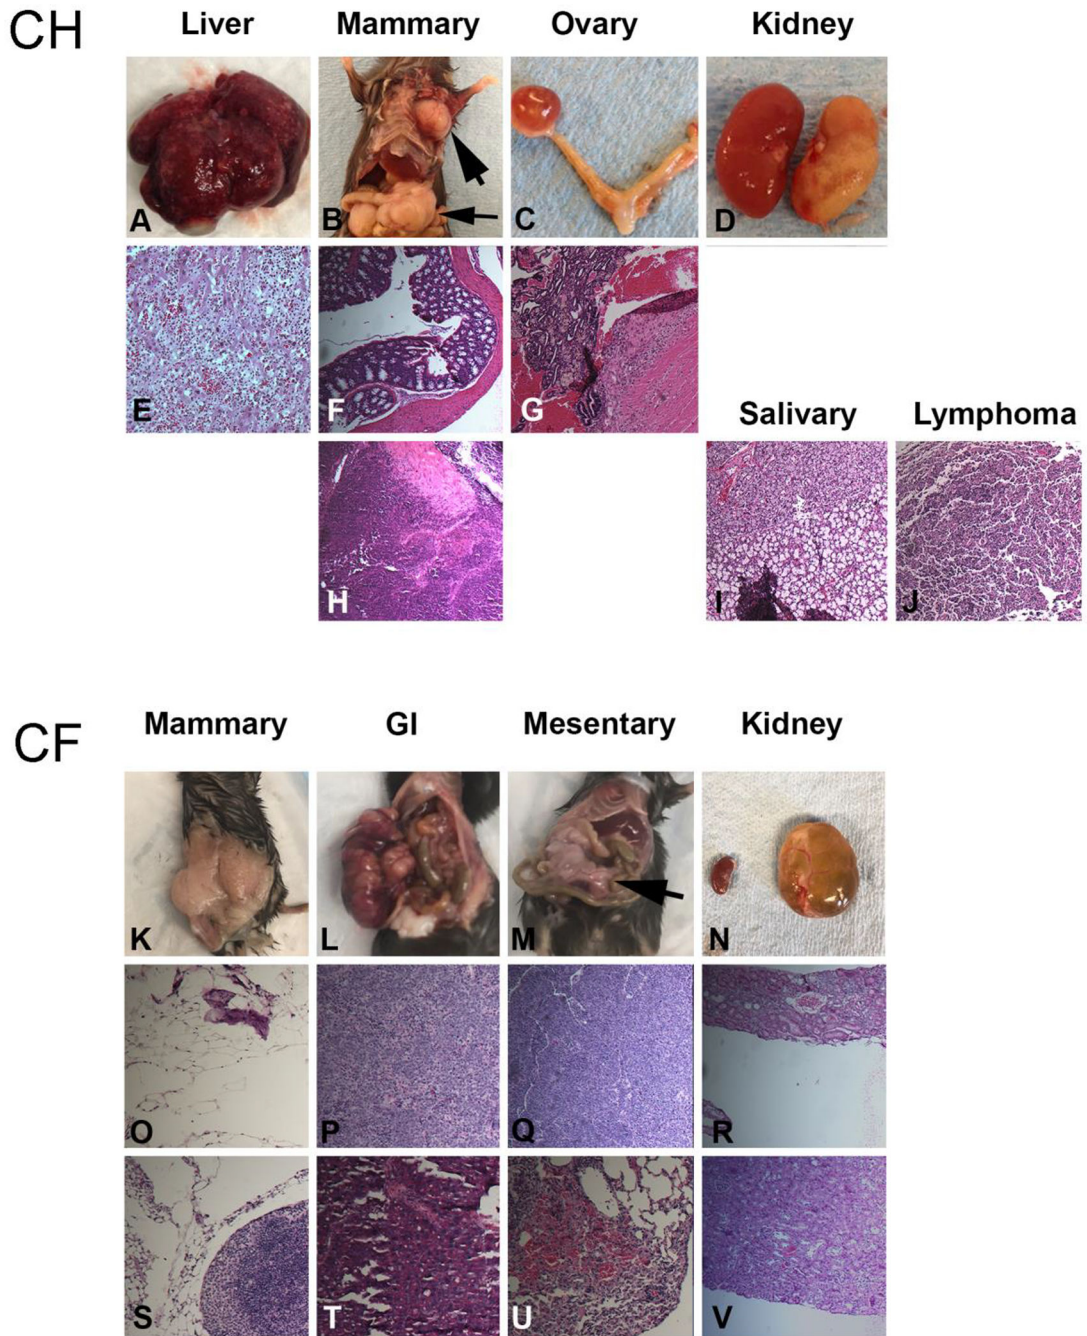 CH
Liver Mammary Ovary Kidney
A B C D
E F G
Salivary Lymphoma
H I J
CF
Mammary GI Mesentary Kidney
K L M N
O P Q R
S T U V